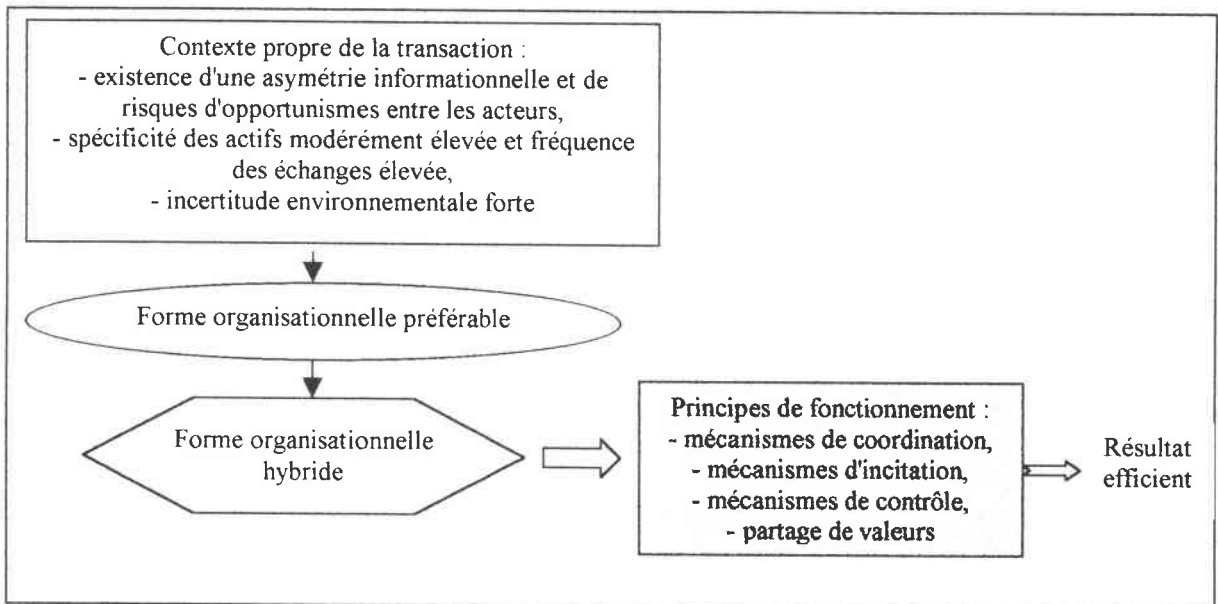 Contexte propre de la transaction :
- existence d'une asymétrie informationnelle et de
risques d'opportunismes entre les acteurs,
- spécificité des actifs modérément élevée et fréquence
des échanges élevée,
- incertitude environnementale forte
Forme organisationnelle préférable
Forme organisationnelle
hybride
Principes de fonctionnement :
- mécanismes de coordination,
- mécanismes d'incitation,
- mécanismes de contrôle,
- partage de valeurs
Résultat
efficient